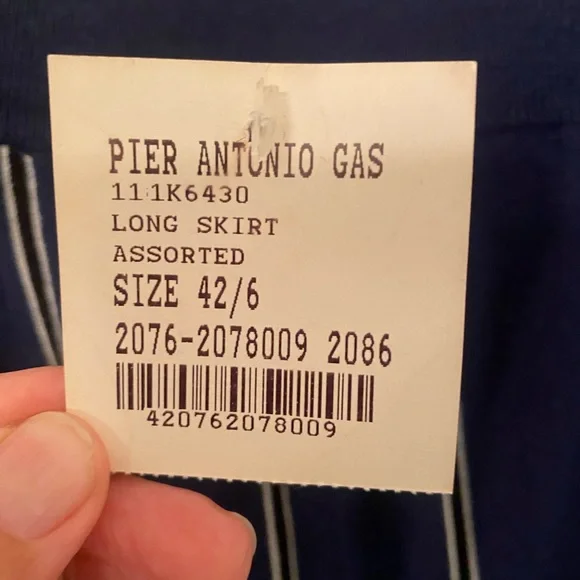 PIER ANTONIO GAS
111K6430
LONG SKIRT
ASSORTED
SIZE 42/6
2076-2078009 2086
420762078009